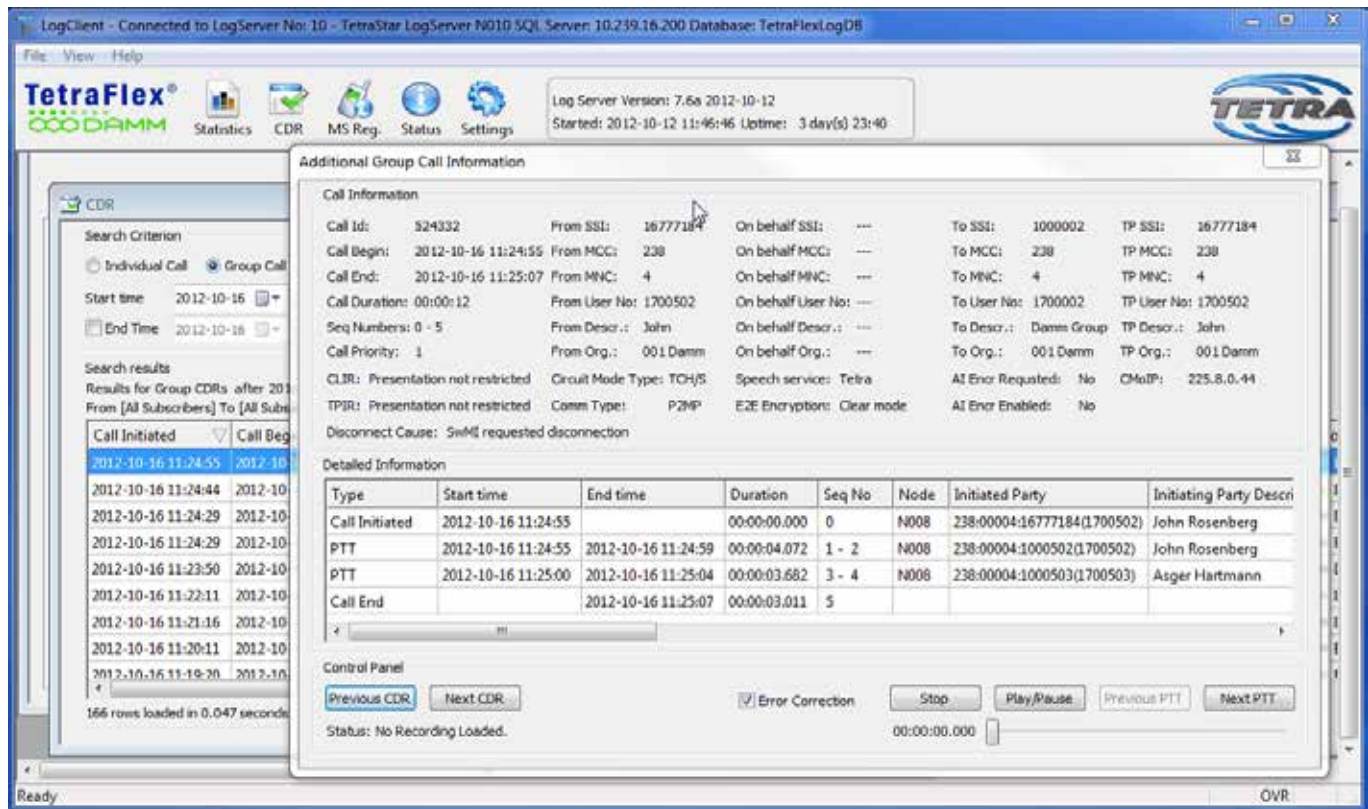 LogClient - Connected to LogServer No: 10 - TetraStar LogServer N010 SQL Server: 10.239.16.200 Database: TetraFlexLogDB
File View Help
TetraFlex®
DAMM
Statistics CDR MS Reg. Status Settings
Log Server Version: 7.6a 2012-10-12
Started: 2012-10-12 11:46:46 Uptime: 3 day(s) 23:40
TETRA
CDR
Search Criterion
Individual Call Group Call
Start time 2012-10-16
End Time 2012-10-16
Search results
Results for Group CDRs after 201
From [All Subscribers] To [All Subs
Call Initiated Call Beg
2012-10-16 11:24:55 2012-10
2012-10-16 11:24:44 2012-10
2012-10-16 11:24:29 2012-10
2012-10-16 11:24:29 2012-10
2012-10-16 11:23:50 2012-10
2012-10-16 11:22:11 2012-10
2012-10-16 11:21:16 2012-10
2012-10-16 11:20:11 2012-10
2012-10-16 11:19:20 2012-10
166 rows loaded in 0.047 seconds
Additional Group Call Information
Call Information
Call Id: 524332 From SSI: 16777184 On behalf SSI: --- To SSI: 1000002 TP SSI: 16777184
Call Begin: 2012-10-16 11:24:55 From MCC: 238 On behalf MCC: --- To MCC: 238 TP MCC: 238
Call End: 2012-10-16 11:25:07 From MNC: 4 On behalf MNC: --- To MNC: 4 TP MNC: 4
Call Duration: 00:00:12 From User No: 1700502 On behalf User No: --- To User No: 1700002 TP User No: 1700502
Seq Numbers: 0 - 5 From Descr.: John On behalf Descr.: --- To Descr.: Damm Group TP Descr.: John
Call Priority: 1 From Org.: 001 Damm On behalf Org.: --- To Org.: 001 Damm TP Org.: 001 Damm
CLIR: Presentation not restricted Circuit Mode Type: TCH/S Speech service: Tetra AI Encr Requsted: No CMoIP: 225.8.0.44
TPIR: Presentation not restricted Comm Type: P2MP E2E Encryption: Clear mode AI Encr Enabled: No
Disconnect Cause: SwMI requested disconnection
Detailed Information
Type Start time End time Duration Seq No Node Initiated Party Initiating Party Descri
Call Initiated 2012-10-16 11:24:55 00:00:00.000 0 N008 238:00004:16777184(1700502) John Rosenberg
PTT 2012-10-16 11:24:55 2012-10-16 11:24:59 00:00:04.072 1 - 2 N008 238:00004:1000502(1700502) John Rosenberg
PTT 2012-10-16 11:25:00 2012-10-16 11:25:04 00:00:03.682 3 - 4 N008 238:00004:1000503(1700503) Asger Hartmann
Call End 2012-10-16 11:25:07 00:00:03.011 5
Control Panel
Previous CDR Next CDR Error Correction Stop Play/Pause Previous PTT Next PTT
Status: No Recording Loaded. 00:00:00.000
Ready OVR